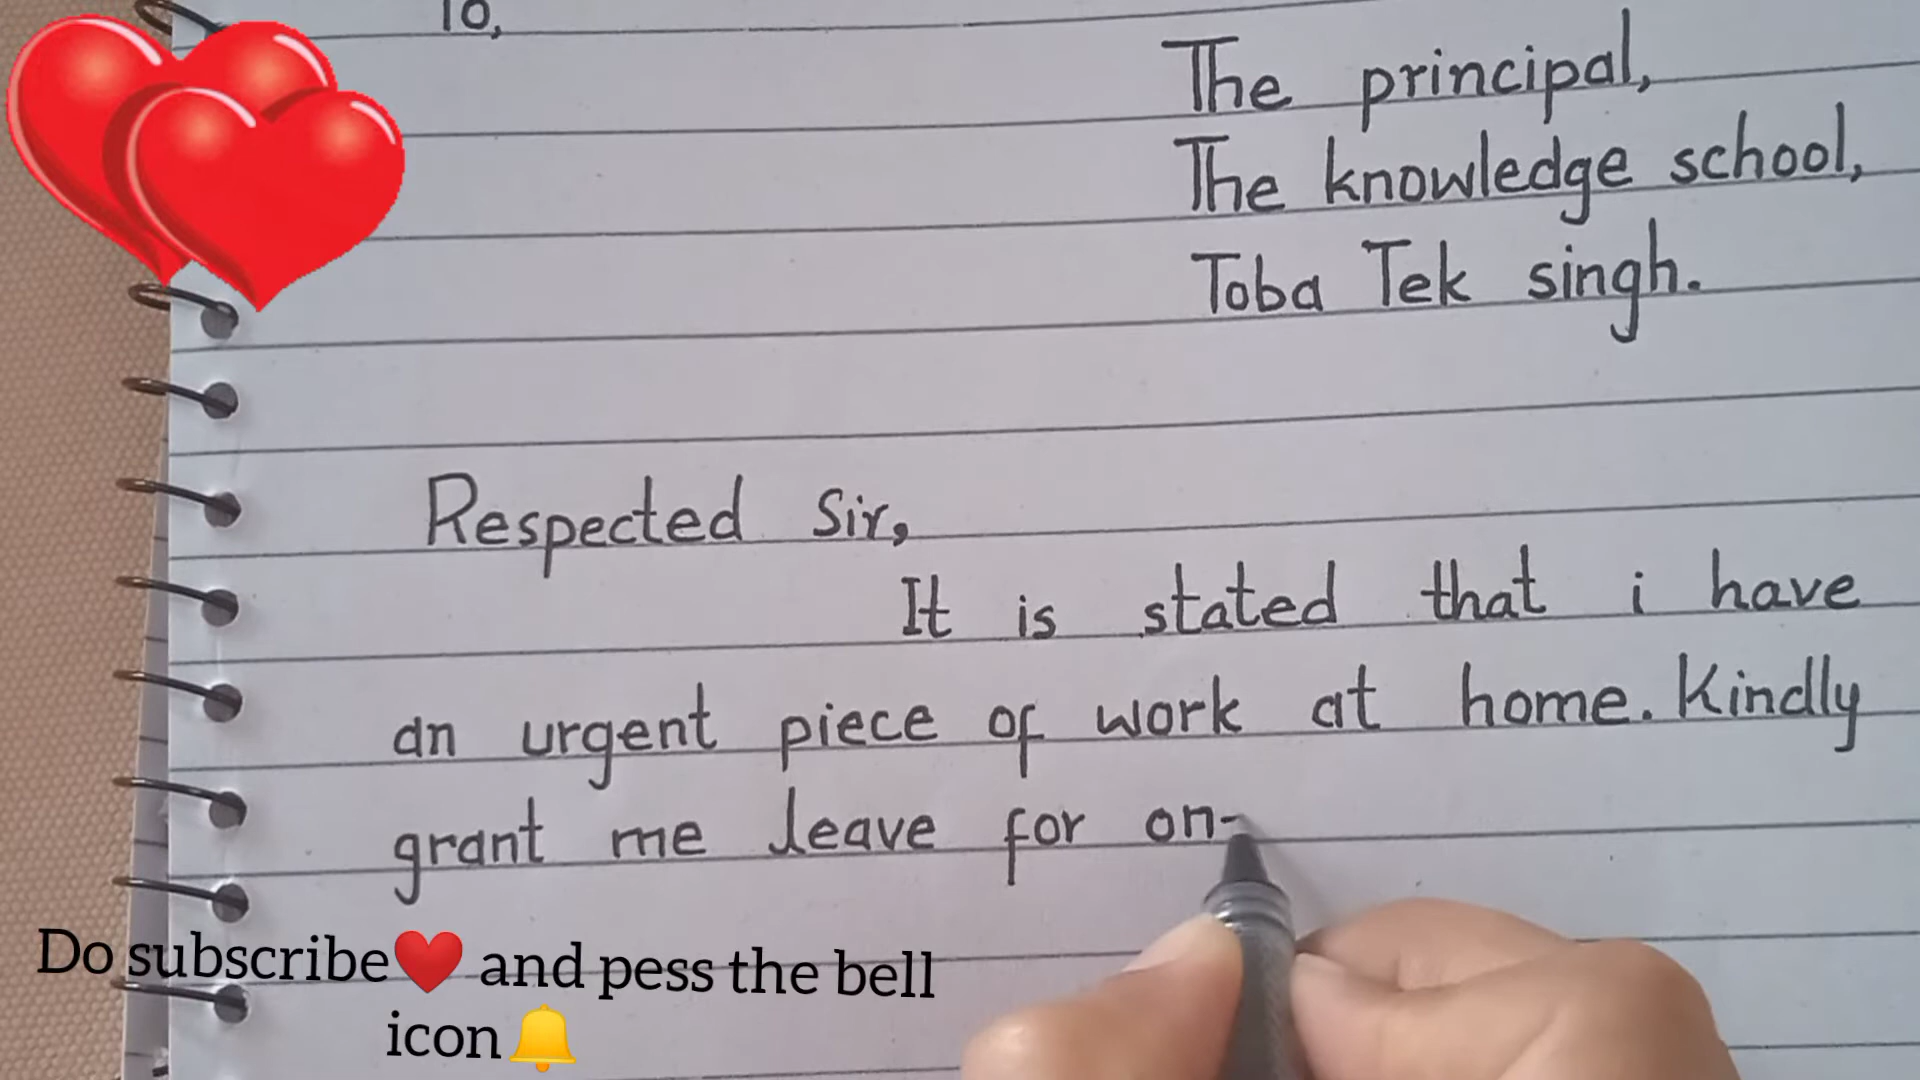 To,
The principal,
The knowledge school,
Toba Tek singh.
Respected Sir,
It is stated that i have
an urgent piece of work at home. Kindly
grant me leave for on
Do subscribe❤️ and pess the bell
icon🔔